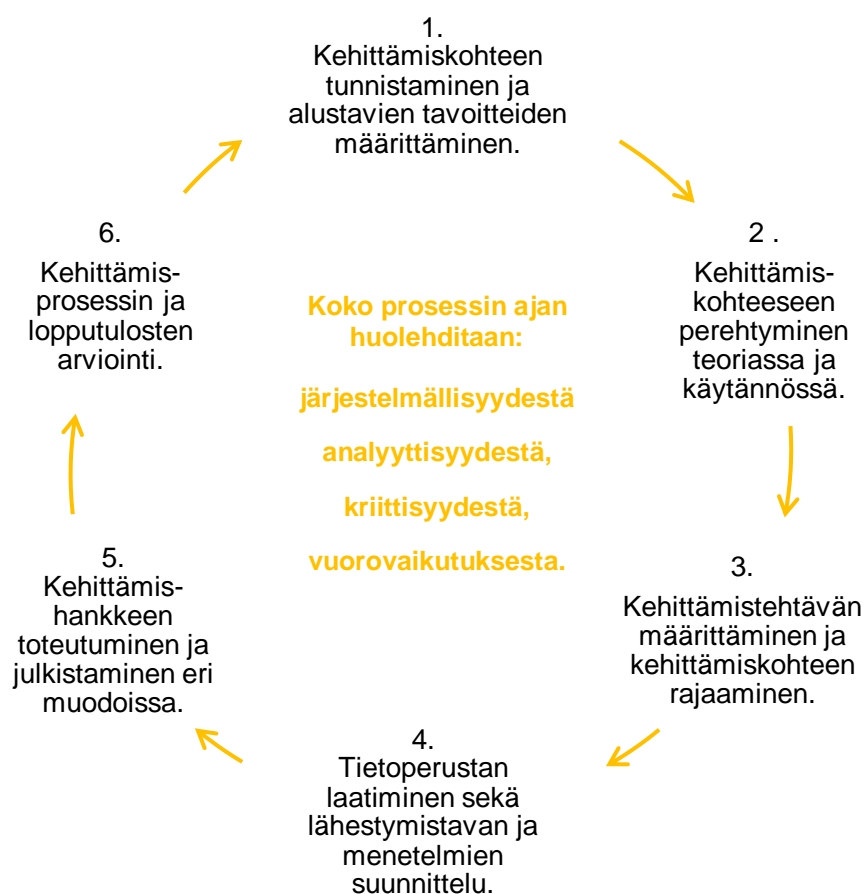 1.
Kehittämiskohteen
tunnistaminen ja
alustavien tavoitteiden
määrittäminen.
2 .
Kehittämis-
kohteeseen
perehtyminen
teoriassa ja
käytännössä.
3.
Kehittämistehtävän
määrittäminen ja
kehittämiskohteen
rajaaminen.
4.
Tietoperustan
laatiminen sekä
lähestymistavan ja
menetelmien
suunnittelu.
5.
Kehittämis-
hankkeen
toteutuminen ja
julkistaminen eri
muodoissa.
6.
Kehittämis-
prosessin ja
lopputulosten
arviointi.
Koko prosessin ajan
huolehditaan:
järjestelmällisyydestä
analyyttisyydestä,
kriittisyydestä,
vuorovaikutuksesta.